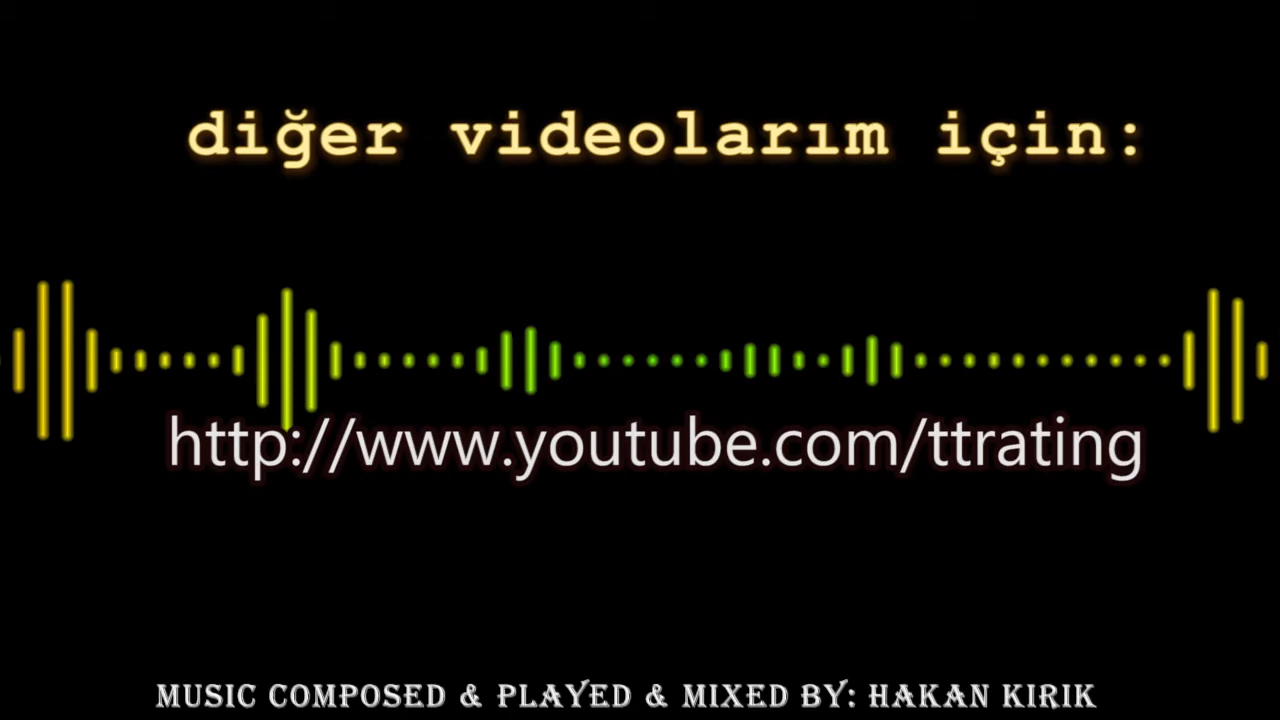 diğer videolarım için:
http://www.youtube.com/ttrating
MUSIC COMPOSED & PLAYED & MIXED BY: HAKAN KIRIK